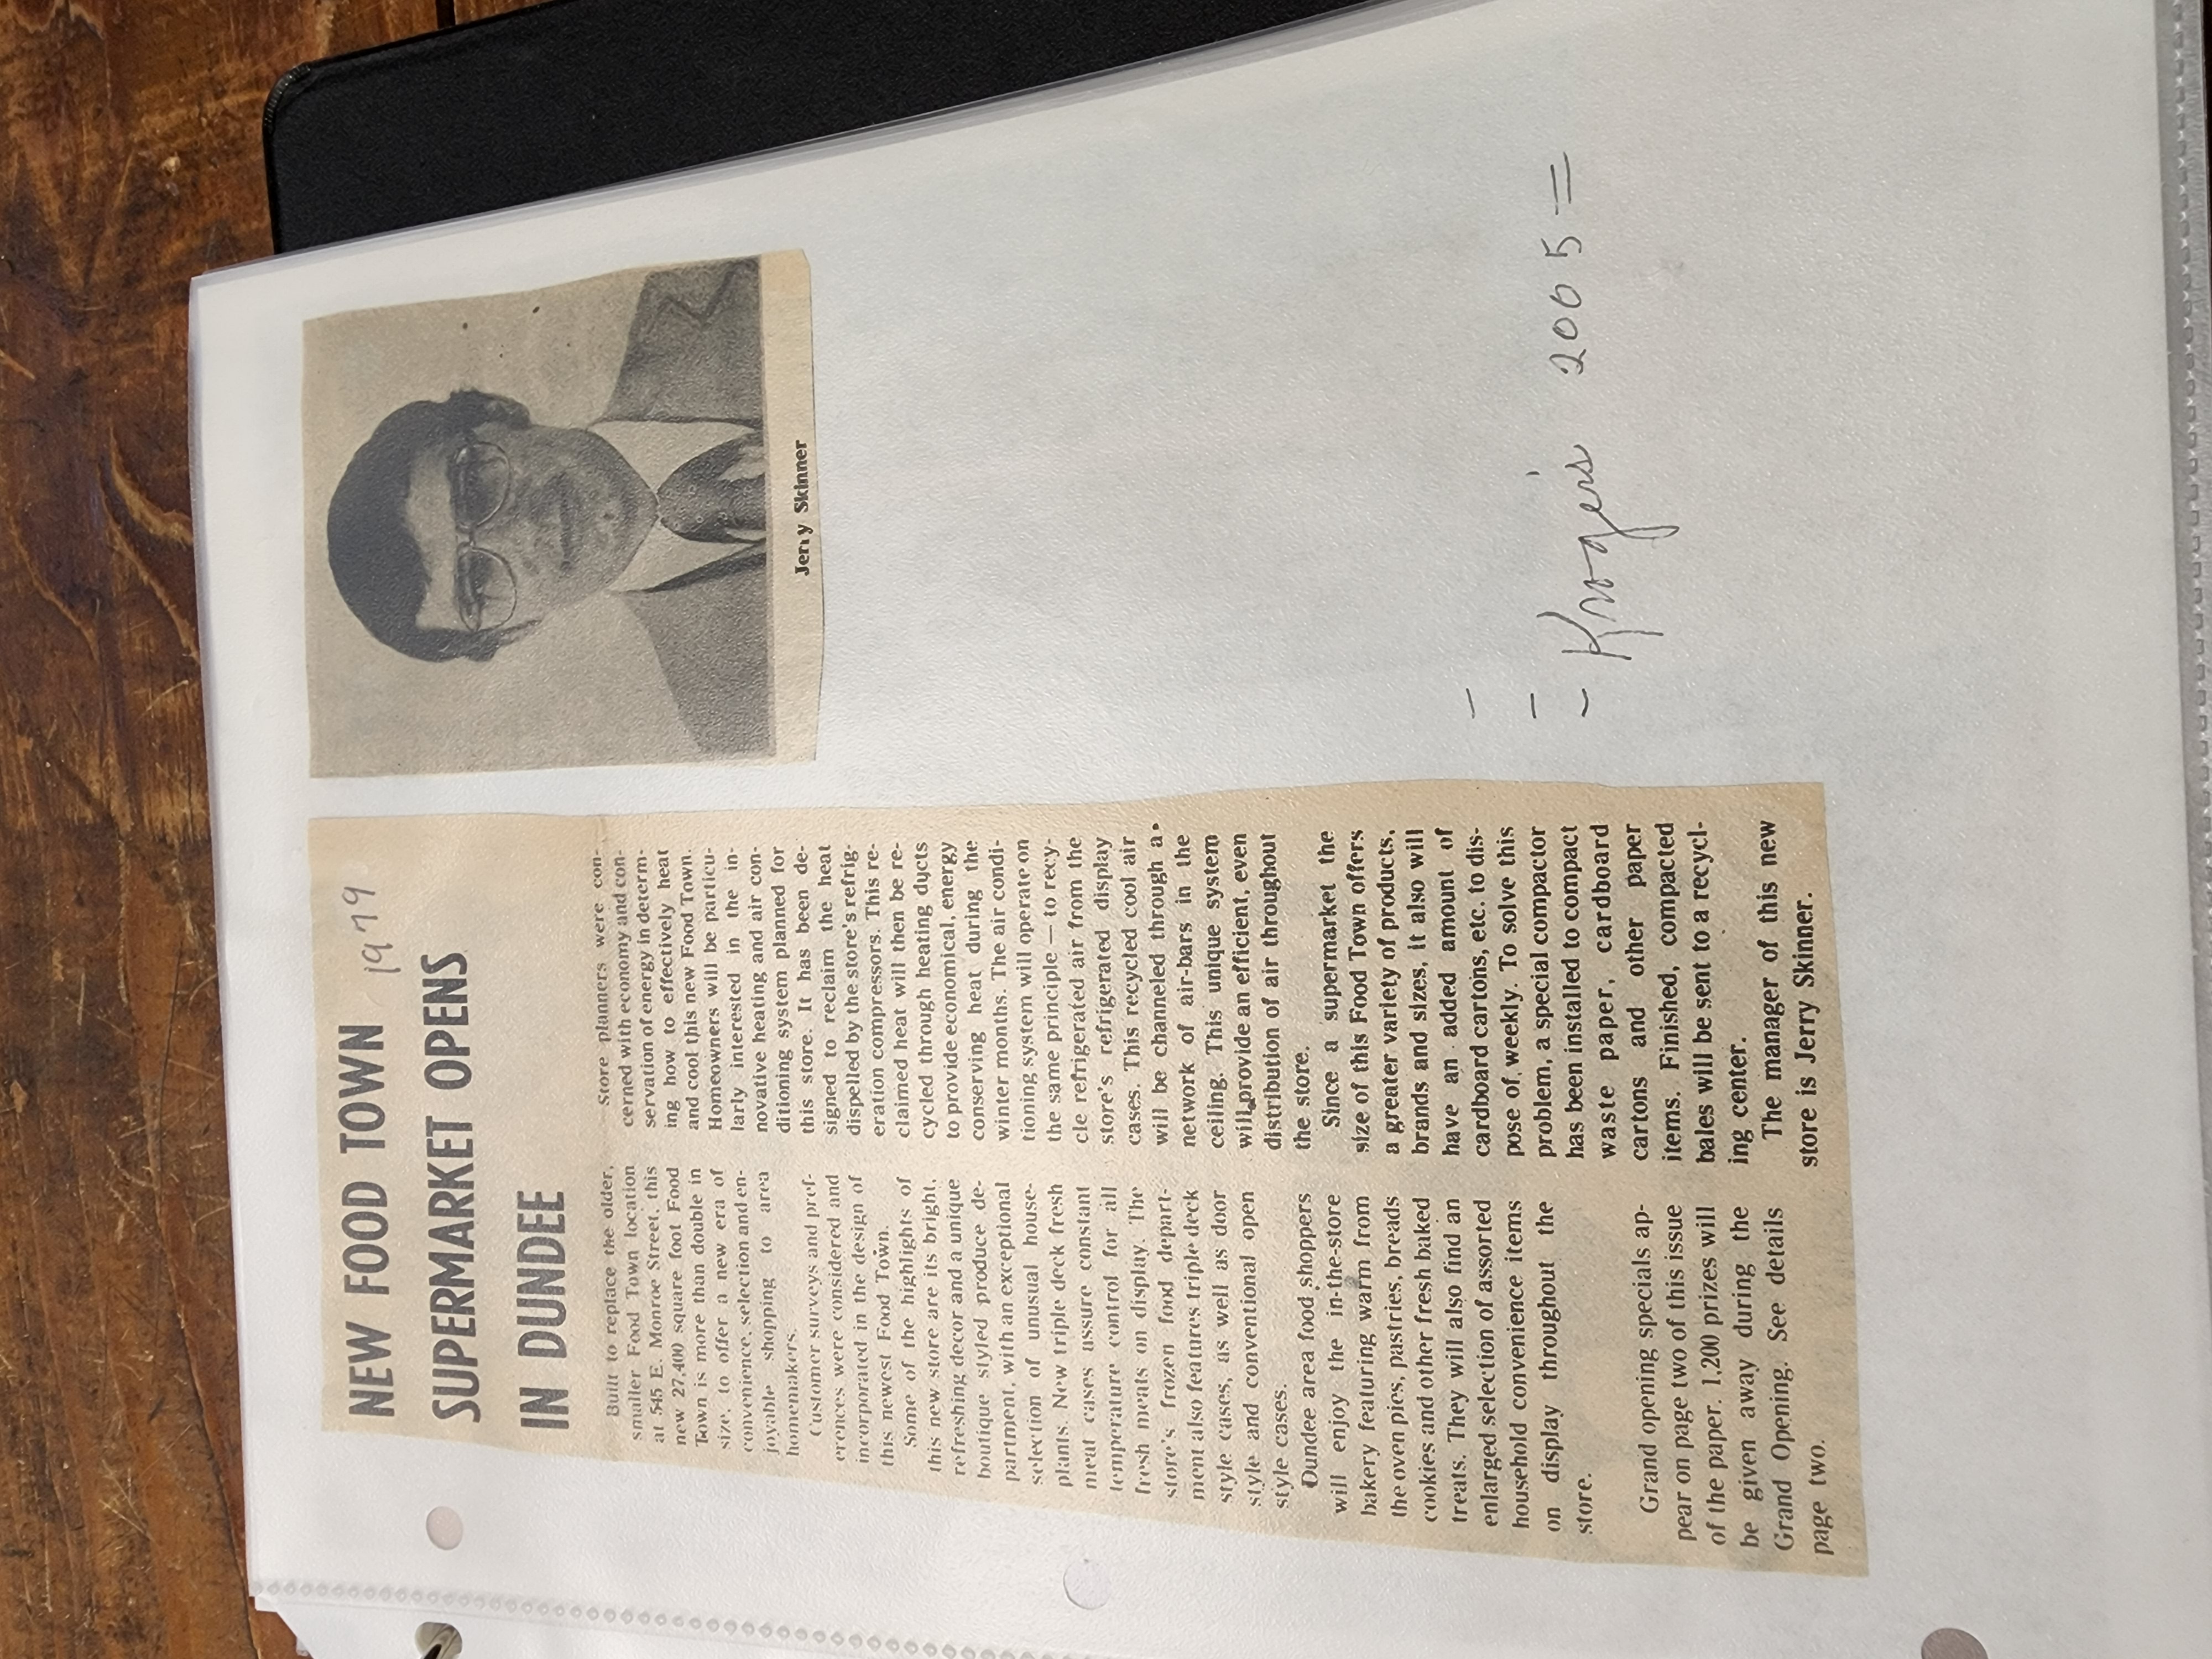 NEW FOOD TOWN
1979
SUPERMARKET OPENS
IN DUNDEE
Built to replace the older,
smaller Food Town location
at 545 E. Monroe Street, this
new 27,400 square foot Food
Town is more than double in
size, to offer a new era of
convenience, selection and en-
joyable shopping to area
homemakers.
Customer surveys and pref-
erences were considered and
incorporated in the design of
this newest Food Town.
Some of the highlights of
this new store are its bright,
refreshing decor and a unique
boutique styled produce de-
partment, with an exceptional
selection of unusual house-
plants. New triple deck fresh
meat cases assure constant
temperature control for all
fresh meats on display. The
store's frozen food depart-
ment also features triple deck
style cases, as well as door
style and conventional open
style cases.
Dundee area food shoppers
will enjoy the in-the-store
bakery featuring warm from
the oven pies, pastries, breads
cookies and other fresh baked
treats. They will also find an
enlarged selection of assorted
household convenience items
on display throughout the
store.
Grand opening specials ap-
pear on page two of this issue
of the paper. 1,200 prizes will
be given away during the
Grand Opening. See details
page two.
Store planners were con-
cerned with economy and con-
servation of energy in determ-
ing how to effectively heat
and cool this new Food Town.
Homeowners will be particu-
larly interested in the in-
novative heating and air con-
ditioning system planned for
this store. It has been de-
signed to reclaim the heat
dispelled by the store's refrig-
eration compressors. This re-
claimed heat will then be re-
cycled through heating ducts
to provide economical, energy
conserving heat during the
winter months. The air condi-
tioning system will operate on
the same principle — to recy-
cle refrigerated air from the
store's refrigerated display
cases. This recycled cool air
will be channeled through a
network of air-bars in the
ceiling. This unique system
will provide an efficient, even
distribution of air throughout
the store.
Since a supermarket the
size of this Food Town offers
a greater variety of products,
brands and sizes, it also will
have an added amount of
cardboard cartons, etc. to dis-
pose of weekly. To solve this
problem, a special compactor
has been installed to compact
waste paper, cardboard
cartons and other paper
items. Finished, compacted
bales will be sent to a recycl-
ing center.
The manager of this new
store is Jerry Skinner.
Jerry Skinner
Kroger's 2005